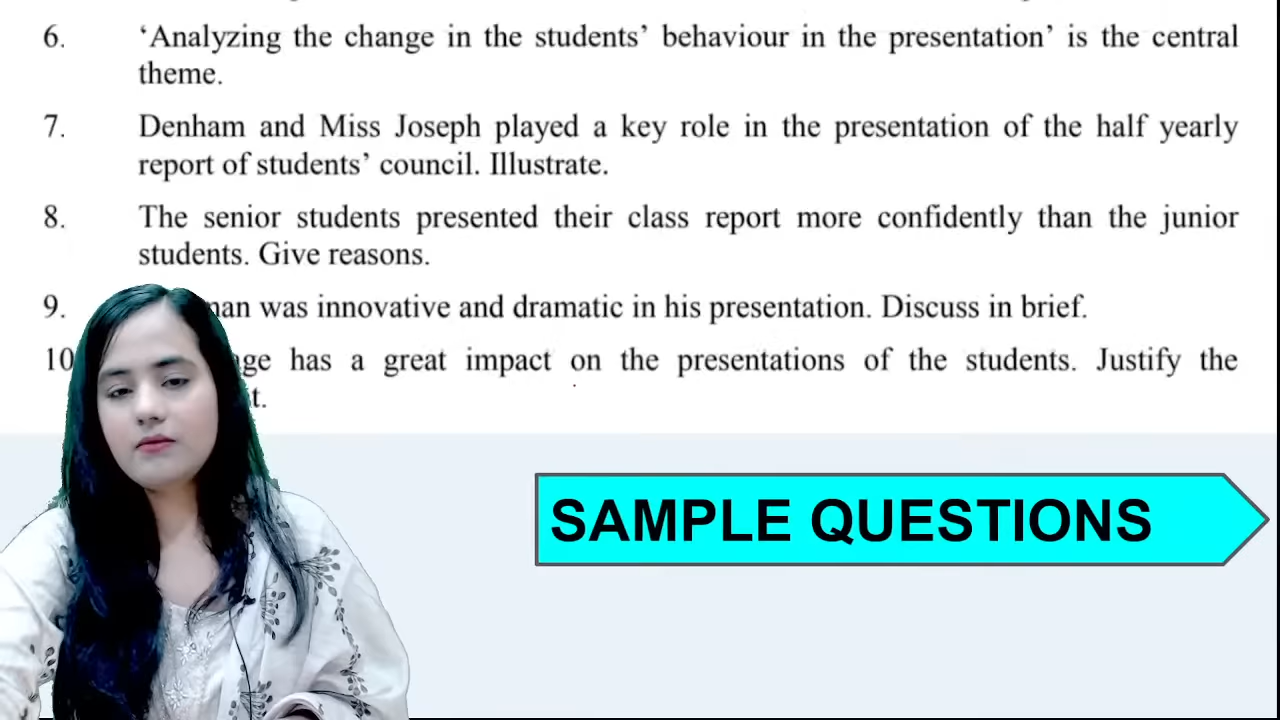 6. ‘Analyzing the change in the students’ behaviour in the presentation’ is the central
theme.
7. Denham and Miss Joseph played a key role in the presentation of the half yearly
report of students’ council. Illustrate.
8. The senior students presented their class report more confidently than the junior
students. Give reasons.
9. was innovative and dramatic in his presentation. Discuss in brief.
10 has a great impact on the presentations of the students. Justify the
SAMPLE QUESTIONS